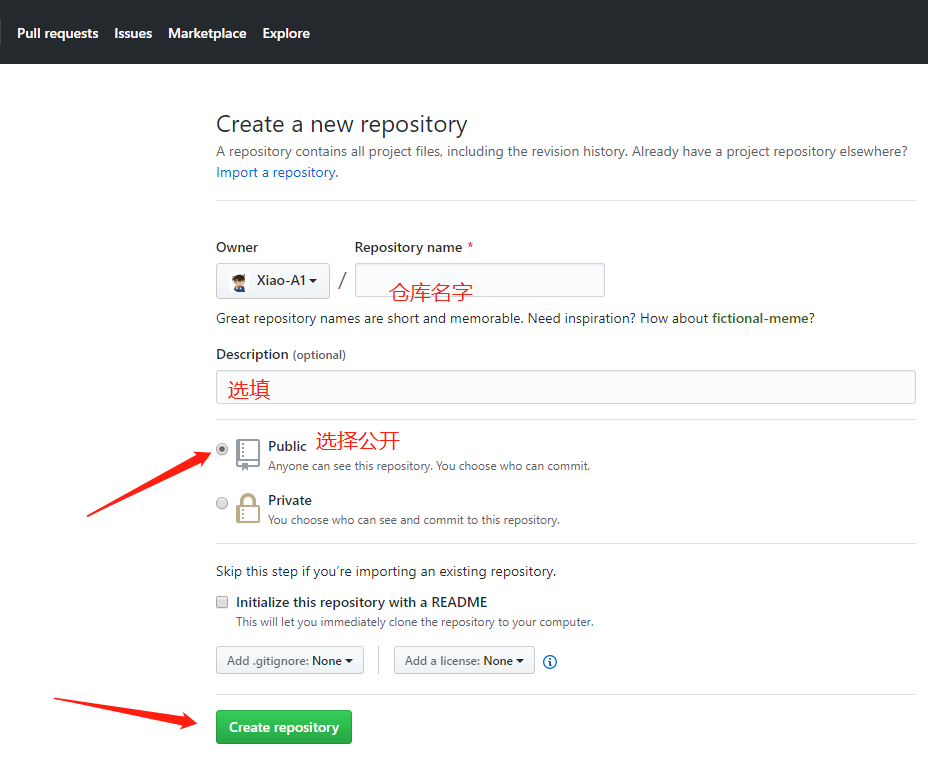 Pull requests Issues Marketplace Explore
Create a new repository
A repository contains all project files, including the revision history. Already have a project repository elsewhere?
Import a repository.
Owner Repository name *
Xiao-A1 / 仓库名字
Great repository names are short and memorable. Need inspiration? How about fictional-meme?
Description (optional)
选填
Public 选择公开
Anyone can see this repository. You choose who can commit.
Private
You choose who can see and commit to this repository.
Skip this step if you’re importing an existing repository.
Initialize this repository with a README
This will let you immediately clone the repository to your computer.
Add .gitignore: None Add a license: None
Create repository